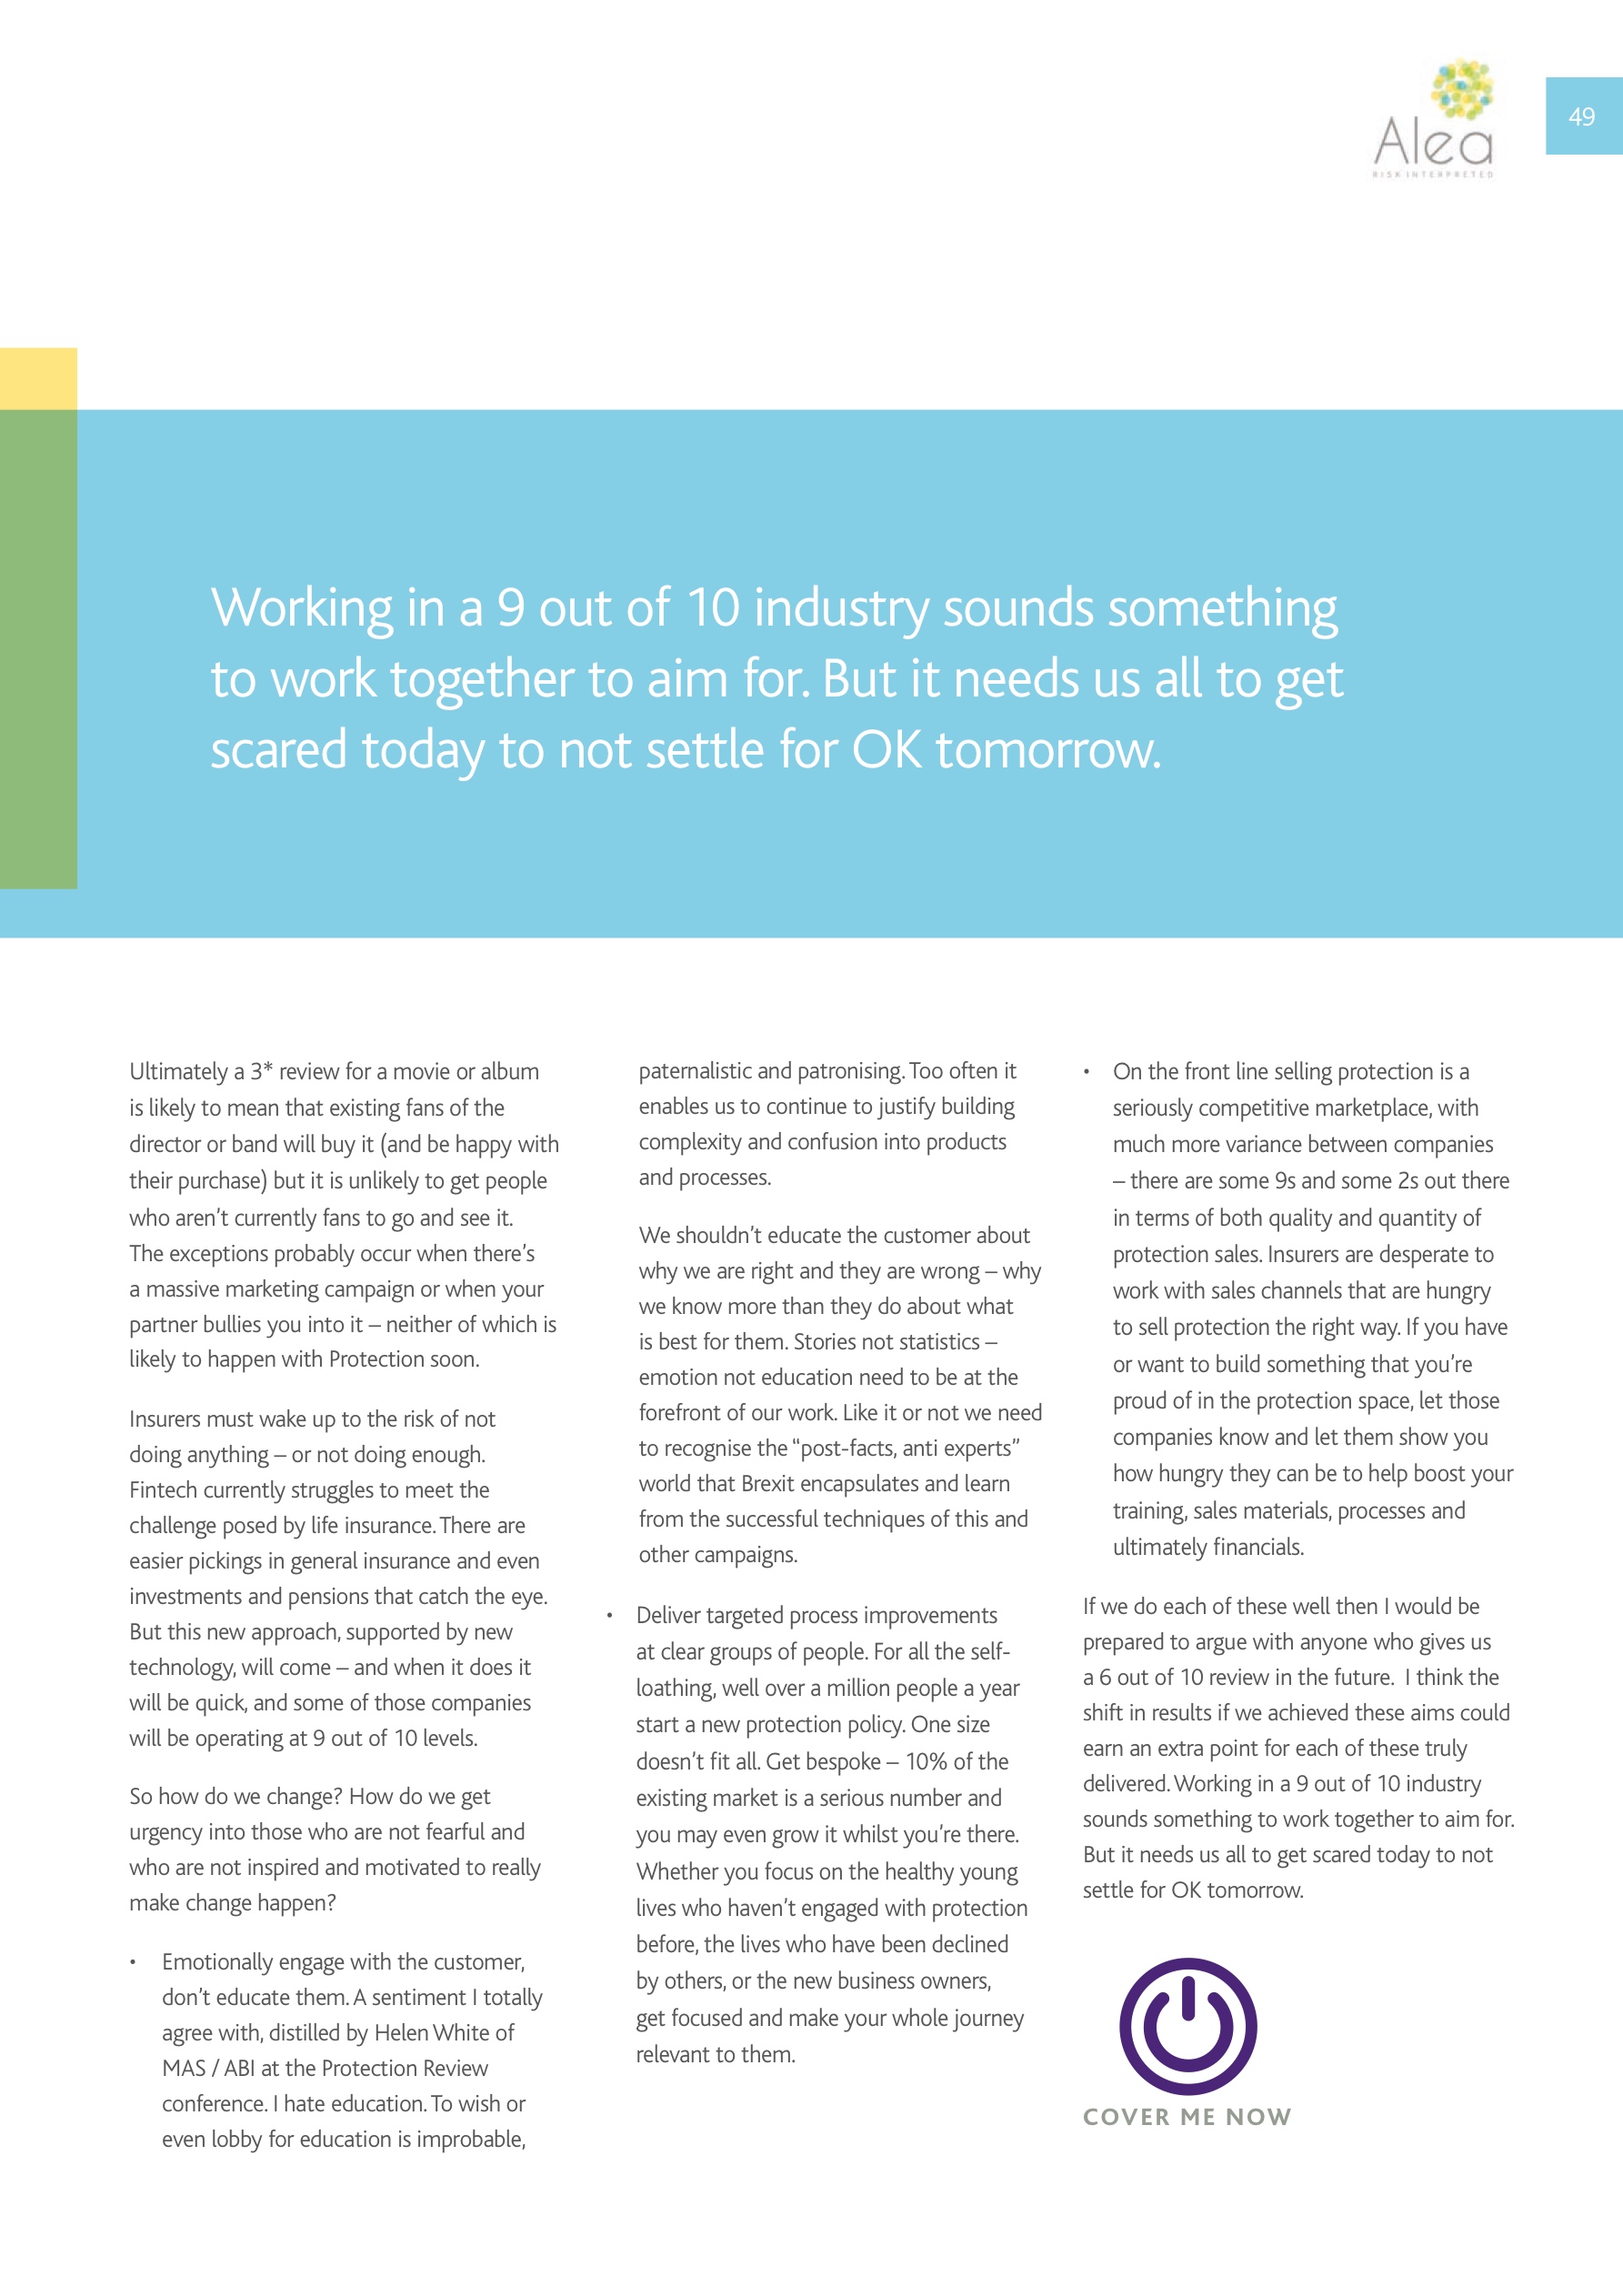 Alea
RISK INTERPRETED
49
Working in a 9 out of 10 industry sounds something
to work together to aim for. But it needs us all to get
scared today to not settle for OK tomorrow.
Ultimately a 3* review for a movie or album
is likely to mean that existing fans of the
director or band will buy it (and be happy with
their purchase) but it is unlikely to get people
who aren’t currently fans to go and see it.
The exceptions probably occur when there’s
a massive marketing campaign or when your
partner bullies you into it – neither of which is
likely to happen with Protection soon.
Insurers must wake up to the risk of not
doing anything – or not doing enough.
Fintech currently struggles to meet the
challenge posed by life insurance. There are
easier pickings in general insurance and even
investments and pensions that catch the eye.
But this new approach, supported by new
technology, will come – and when it does it
will be quick, and some of those companies
will be operating at 9 out of 10 levels.
So how do we change? How do we get
urgency into those who are not fearful and
who are not inspired and motivated to really
make change happen?
• Emotionally engage with the customer,
don’t educate them. A sentiment I totally
agree with, distilled by Helen White of
MAS / ABI at the Protection Review
conference. I hate education. To wish or
even lobby for education is improbable,
paternalistic and patronising. Too often it
enables us to continue to justify building
complexity and confusion into products
and processes.
We shouldn’t educate the customer about
why we are right and they are wrong – why
we know more than they do about what
is best for them. Stories not statistics –
emotion not education need to be at the
forefront of our work. Like it or not we need
to recognise the “post-facts, anti experts”
world that Brexit encapsulates and learn
from the successful techniques of this and
other campaigns.
• Deliver targeted process improvements
at clear groups of people. For all the self-
loathing, well over a million people a year
start a new protection policy. One size
doesn’t fit all. Get bespoke – 10% of the
existing market is a serious number and
you may even grow it whilst you’re there.
Whether you focus on the healthy young
lives who haven’t engaged with protection
before, the lives who have been declined
by others, or the new business owners,
get focused and make your whole journey
relevant to them.
• On the front line selling protection is a
seriously competitive marketplace, with
much more variance between companies
– there are some 9s and some 2s out there
in terms of both quality and quantity of
protection sales. Insurers are desperate to
work with sales channels that are hungry
to sell protection the right way. If you have
or want to build something that you’re
proud of in the protection space, let those
companies know and let them show you
how hungry they can be to help boost your
training, sales materials, processes and
ultimately financials.
If we do each of these well then I would be
prepared to argue with anyone who gives us
a 6 out of 10 review in the future. I think the
shift in results if we achieved these aims could
earn an extra point for each of these truly
delivered. Working in a 9 out of 10 industry
sounds something to work together to aim for.
But it needs us all to get scared today to not
settle for OK tomorrow.
COVER ME NOW